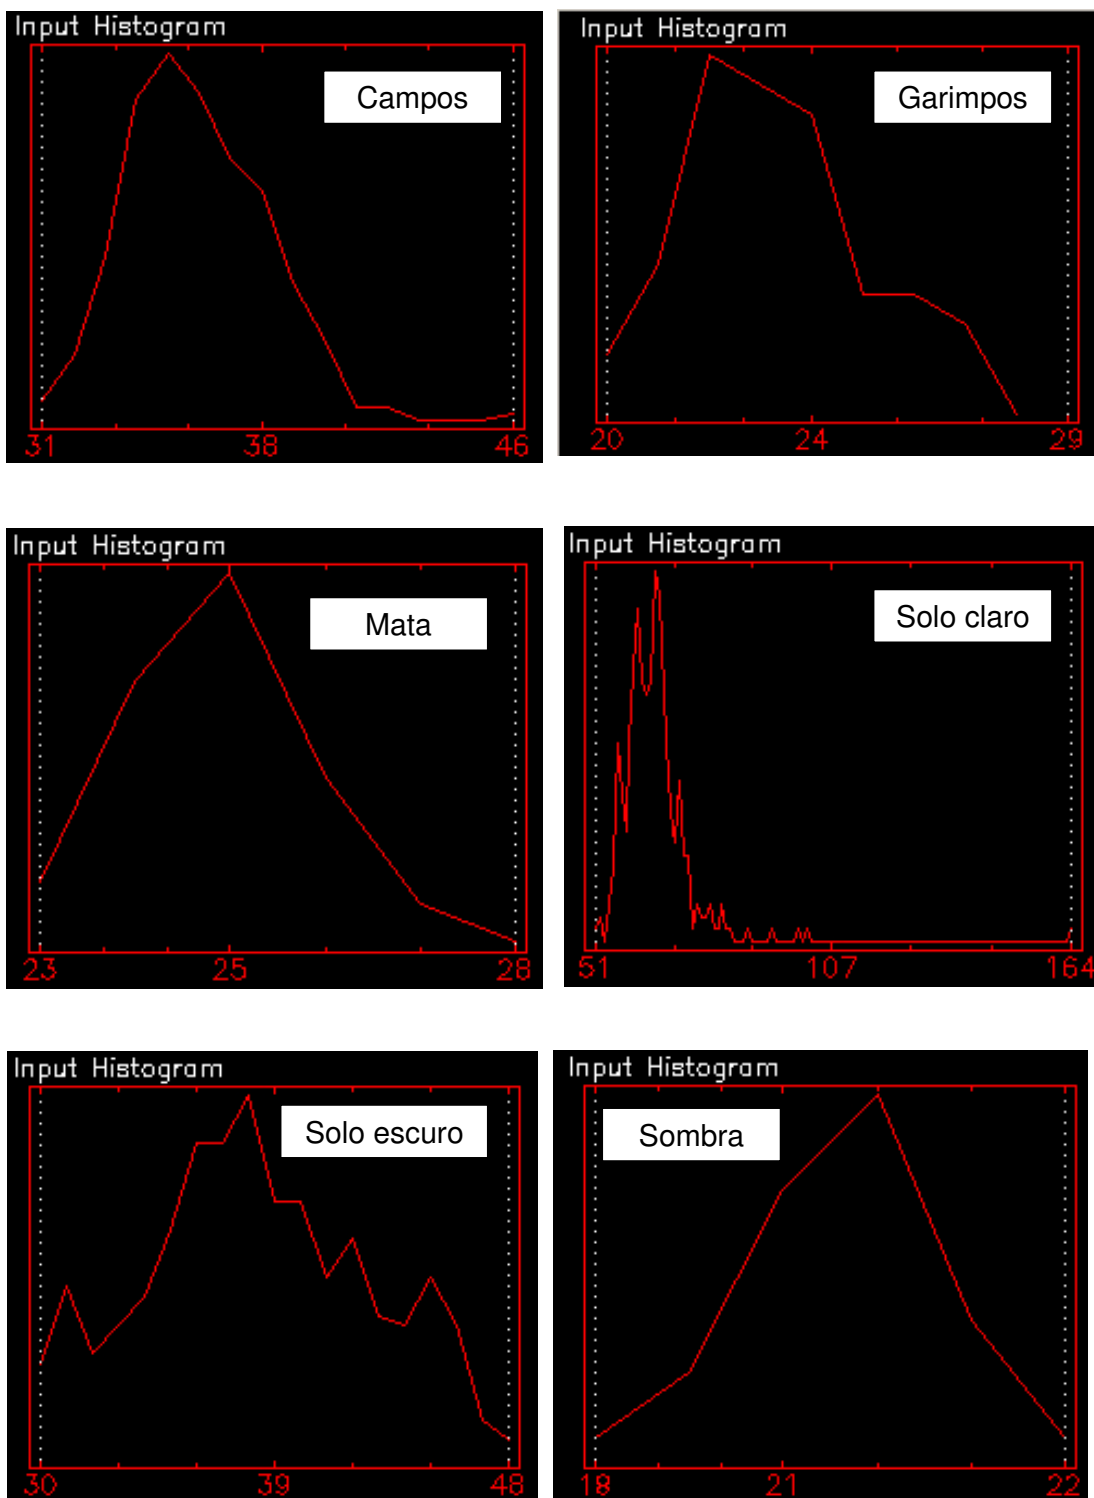 Input Histogram
Campos
31 38 46
Input Histogram
Garimpos
20 24 29
Input Histogram
Mata
23 25 28
Input Histogram
Solo claro
51 107 164
Input Histogram
Solo escuro
30 39 48
Input Histogram
Sombra
18 21 22